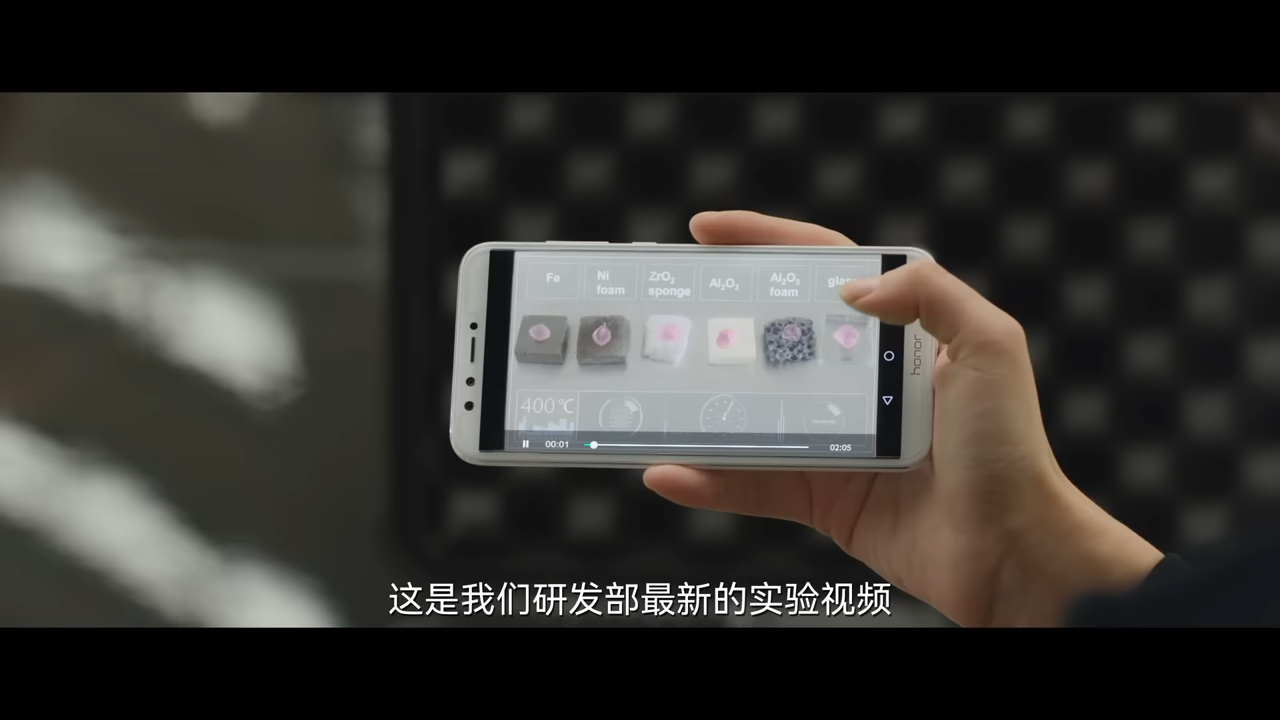 Fe
Ni
foam
ZrO₂
sponge
Al₂O₃
Al₂O₃
foam
400℃
00:01
02:05
honor
这是我们研发部最新的实验视频